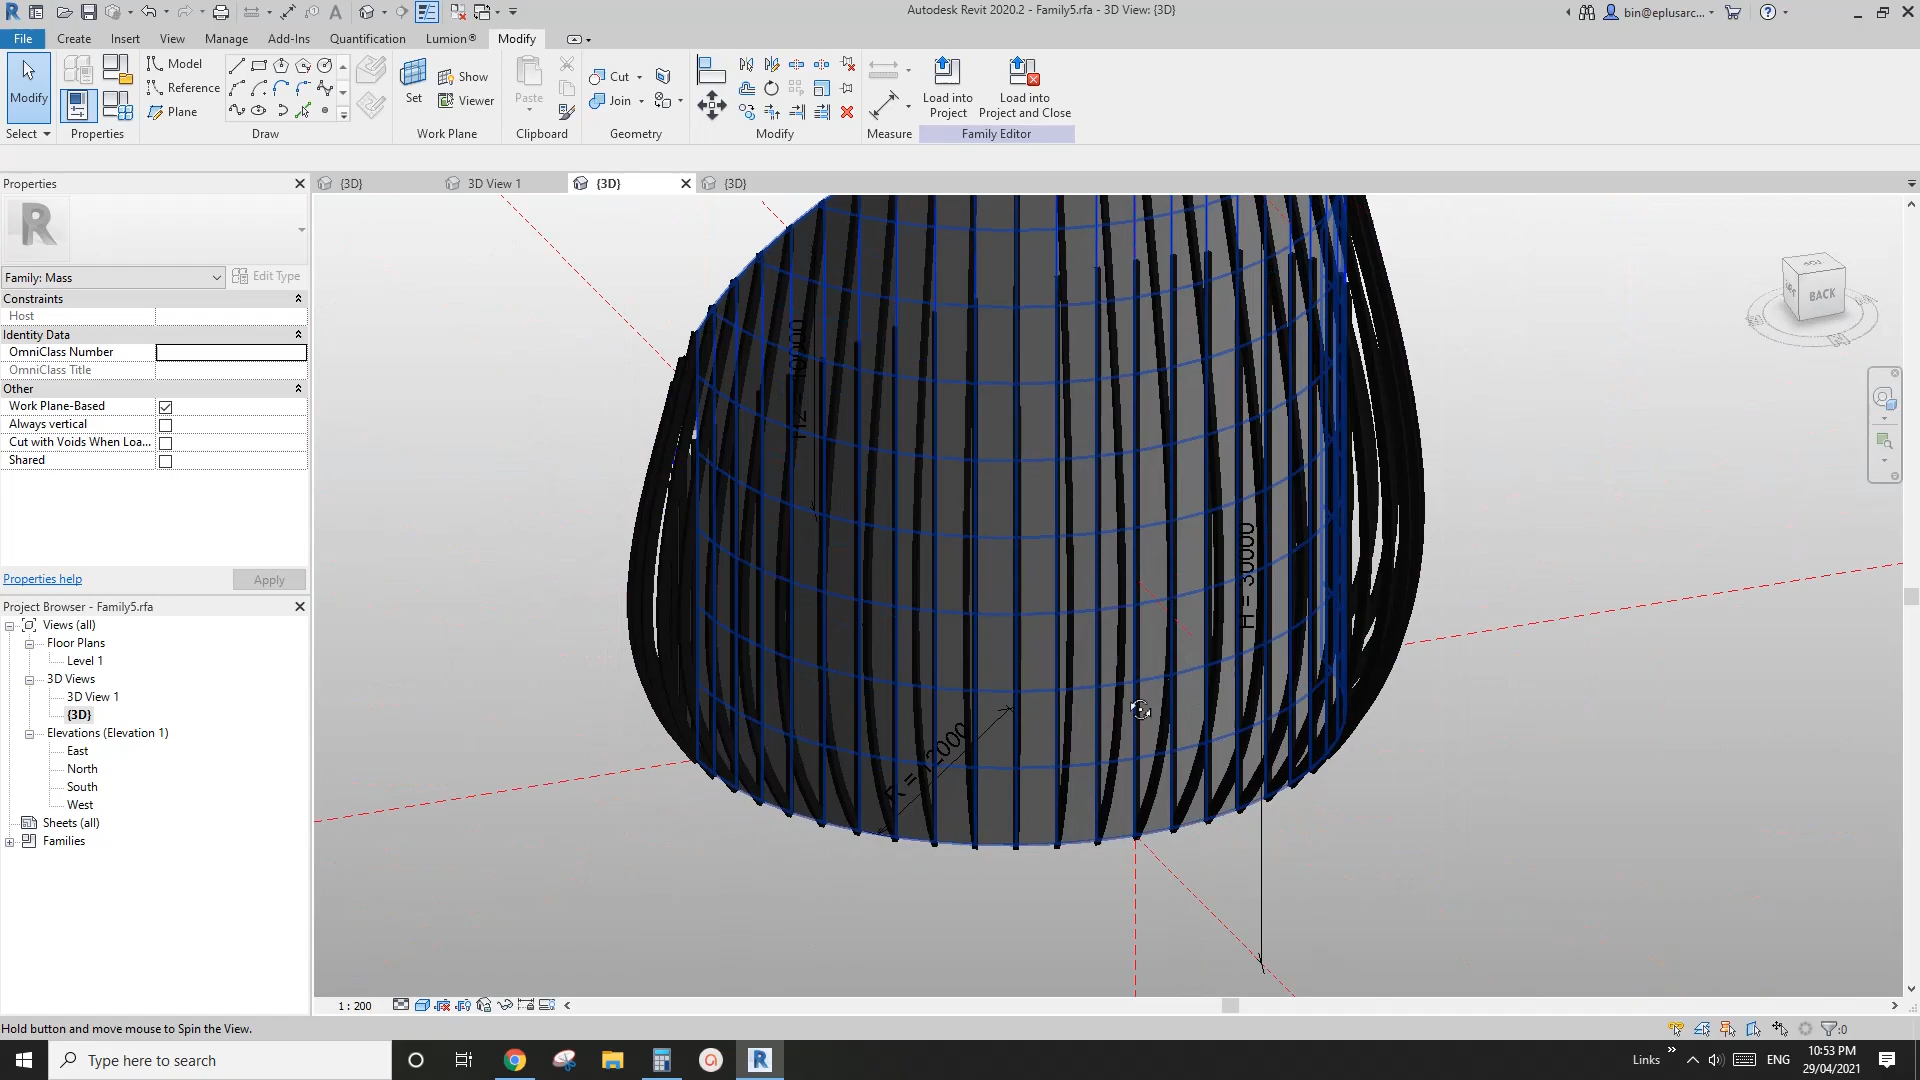 Autodesk Revit 2020.2 - Family5.rfa - 3D View: {3D}
bin@eplusarc...
File Create Insert View Manage Add-Ins Quantification Lumion® Modify
Modify
Select
Properties
Model
Reference
Plane
Draw
Set
Show
Viewer
Work Plane
Paste
Clipboard
Cut
Join
Geometry
Modify
Measure
Load into
Project
Load into
Project and Close
Family Editor
Properties
{3D}
3D View 1
{3D}
{3D}
Family: Mass
Edit Type
Constraints
Host
Identity Data
OmniClass Number
OmniClass Title
Other
Work Plane-Based
Always vertical
Cut with Voids When Loa...
Shared
Properties help
Apply
Project Browser - Family5.rfa
Views (all)
Floor Plans
Level 1
3D Views
3D View 1
{3D}
Elevations (Elevation 1)
East
North
South
West
Sheets (all)
Families
H = 30000
BACK
1 : 200
Hold button and move mouse to Spin the View.
:0
Type here to search
Links
ENG
10:53 PM
29/04/2021